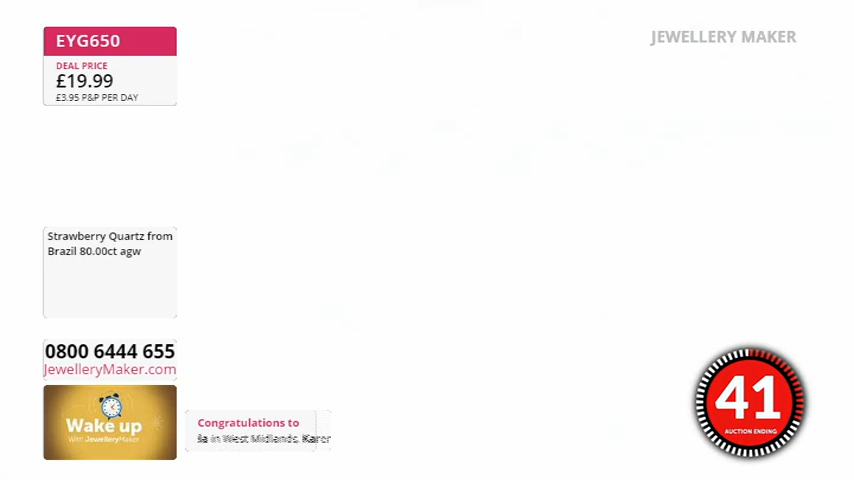 EYG650
DEAL PRICE
£19.99
£3.95 P&P PER DAY
JEWELLERY MAKER
Strawberry Quartz from
Brazil 80.00ct agw
0800 6444 655
JewelleryMaker.com
Wake up
With JewelleryMaker
Congratulations to
in West Midlands. Karen
41
AUCTION ENDING